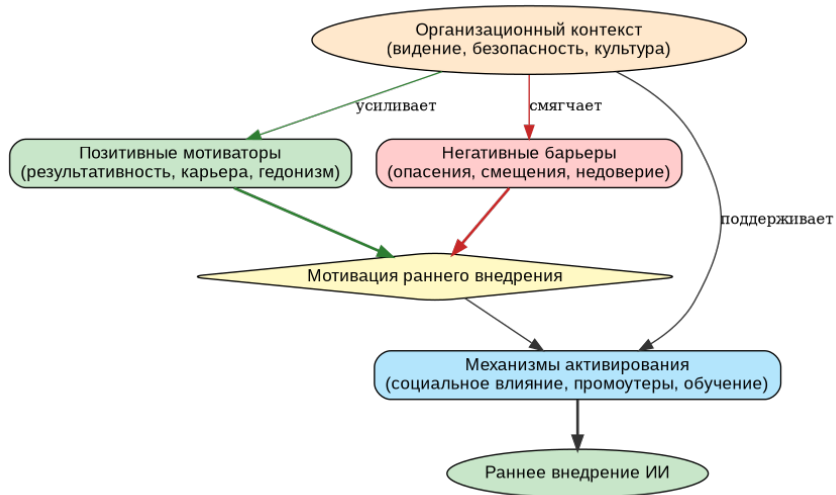 Организационный контекст
(видение, безопасность, культура)
усиливает
смягчает
Позитивные мотиваторы
(результативность, карьера, гедонизм)
Негативные барьеры
(опасения, смещения, недоверие)
поддерживает
Мотивация раннего внедрения
Механизмы активирования
(социальное влияние, промоутеры, обучение)
Раннее внедрение ИИ